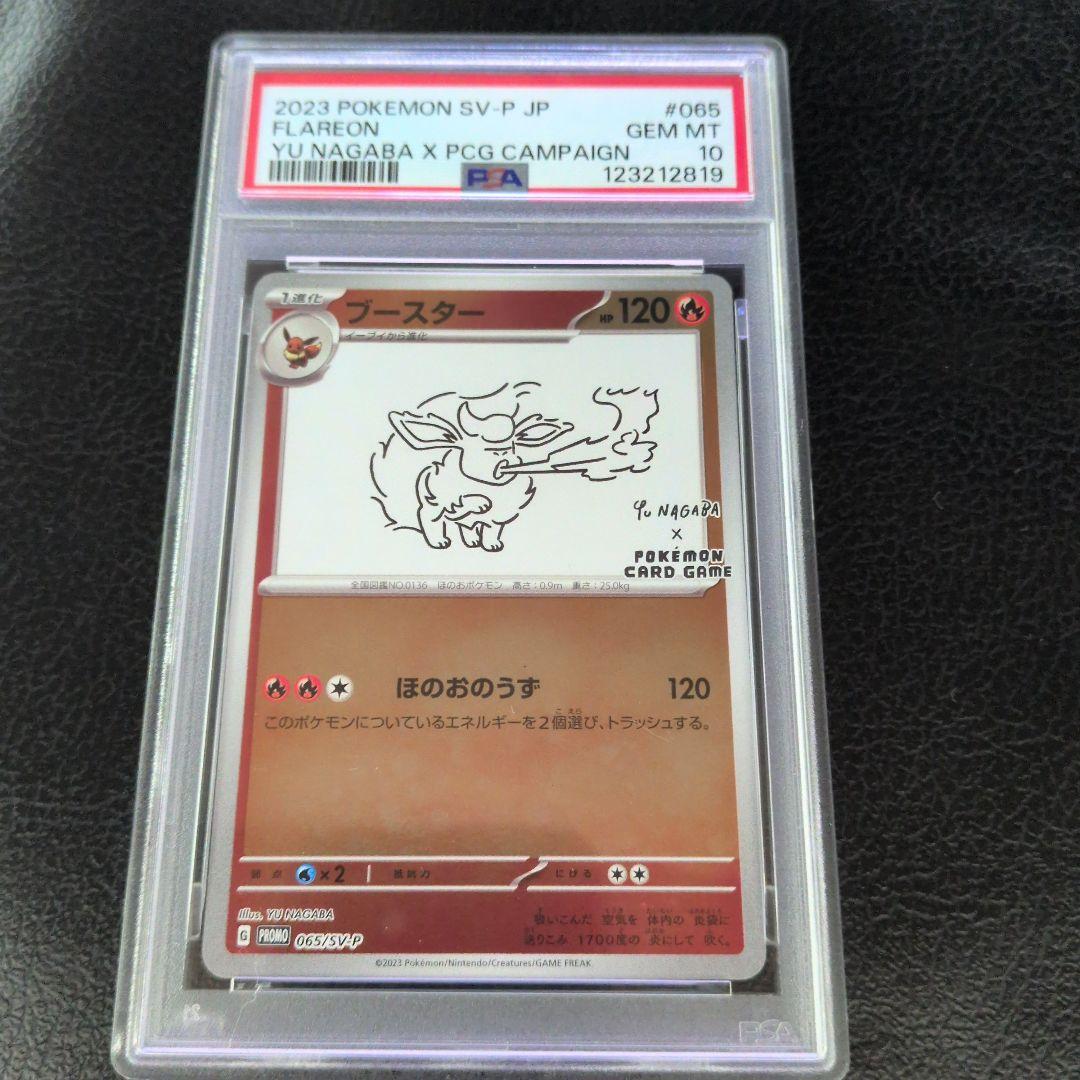 2023 POKEMON SV-P JP #065
FLAREON GEM MT
YU NAGABA X PCG CAMPAIGN 10
PSA 123212819
1進化 ブースター HP 120
イーブイから進化
YU NAGABA
×
POKÉMON
CARD GAME
全国図鑑NO.0136 ほのおポケモン 高さ:0.9m 重さ:25.0kg
ほのおのうず 120
このポケモンについているエネルギーを2個選び、トラッシュする。
弱点 ×2 抵抗力 にげる
Illus. YU NAGABA
吸いこんだ 空気を 体内の 炎袋に
G PROMO 065/SV-P
送りこみ 1700度の 炎にして 吹く。
©2023 Pokémon/Nintendo/Creatures/GAME FREAK
PSA